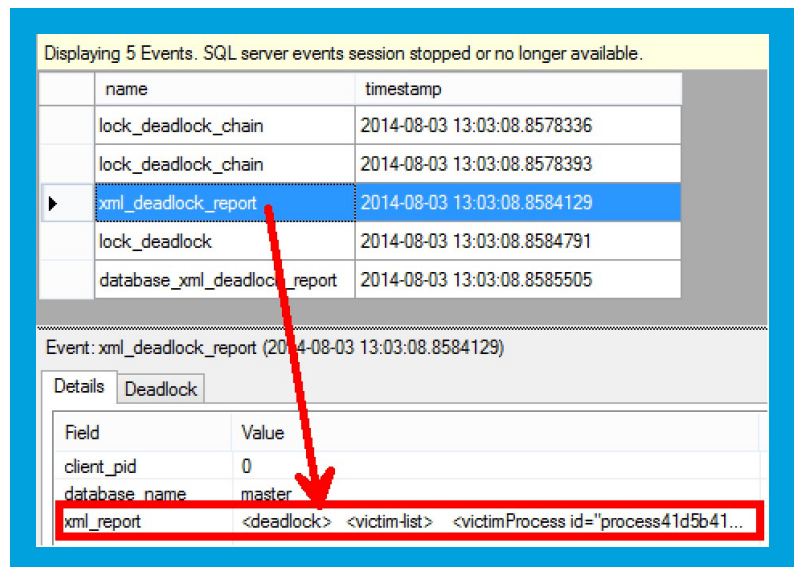 Displaying 5 Events. SQL server events session stopped or no longer available.
name timestamp
lock_deadlock_chain 2014-08-03 13:03:08.8578336
lock_deadlock_chain 2014-08-03 13:03:08.8578393
xml_deadlock_report 2014-08-03 13:03:08.8584129
lock_deadlock 2014-08-03 13:03:08.8584791
database_xml_deadlock_report 2014-08-03 13:03:08.8585505
Event: xml_deadlock_report (2014-08-03 13:03:08.8584129)
Details Deadlock
Field Value
client_pid 0
database_name master
xml_report <deadlock> <victim-list> <victimProcess id="process41d5b41...